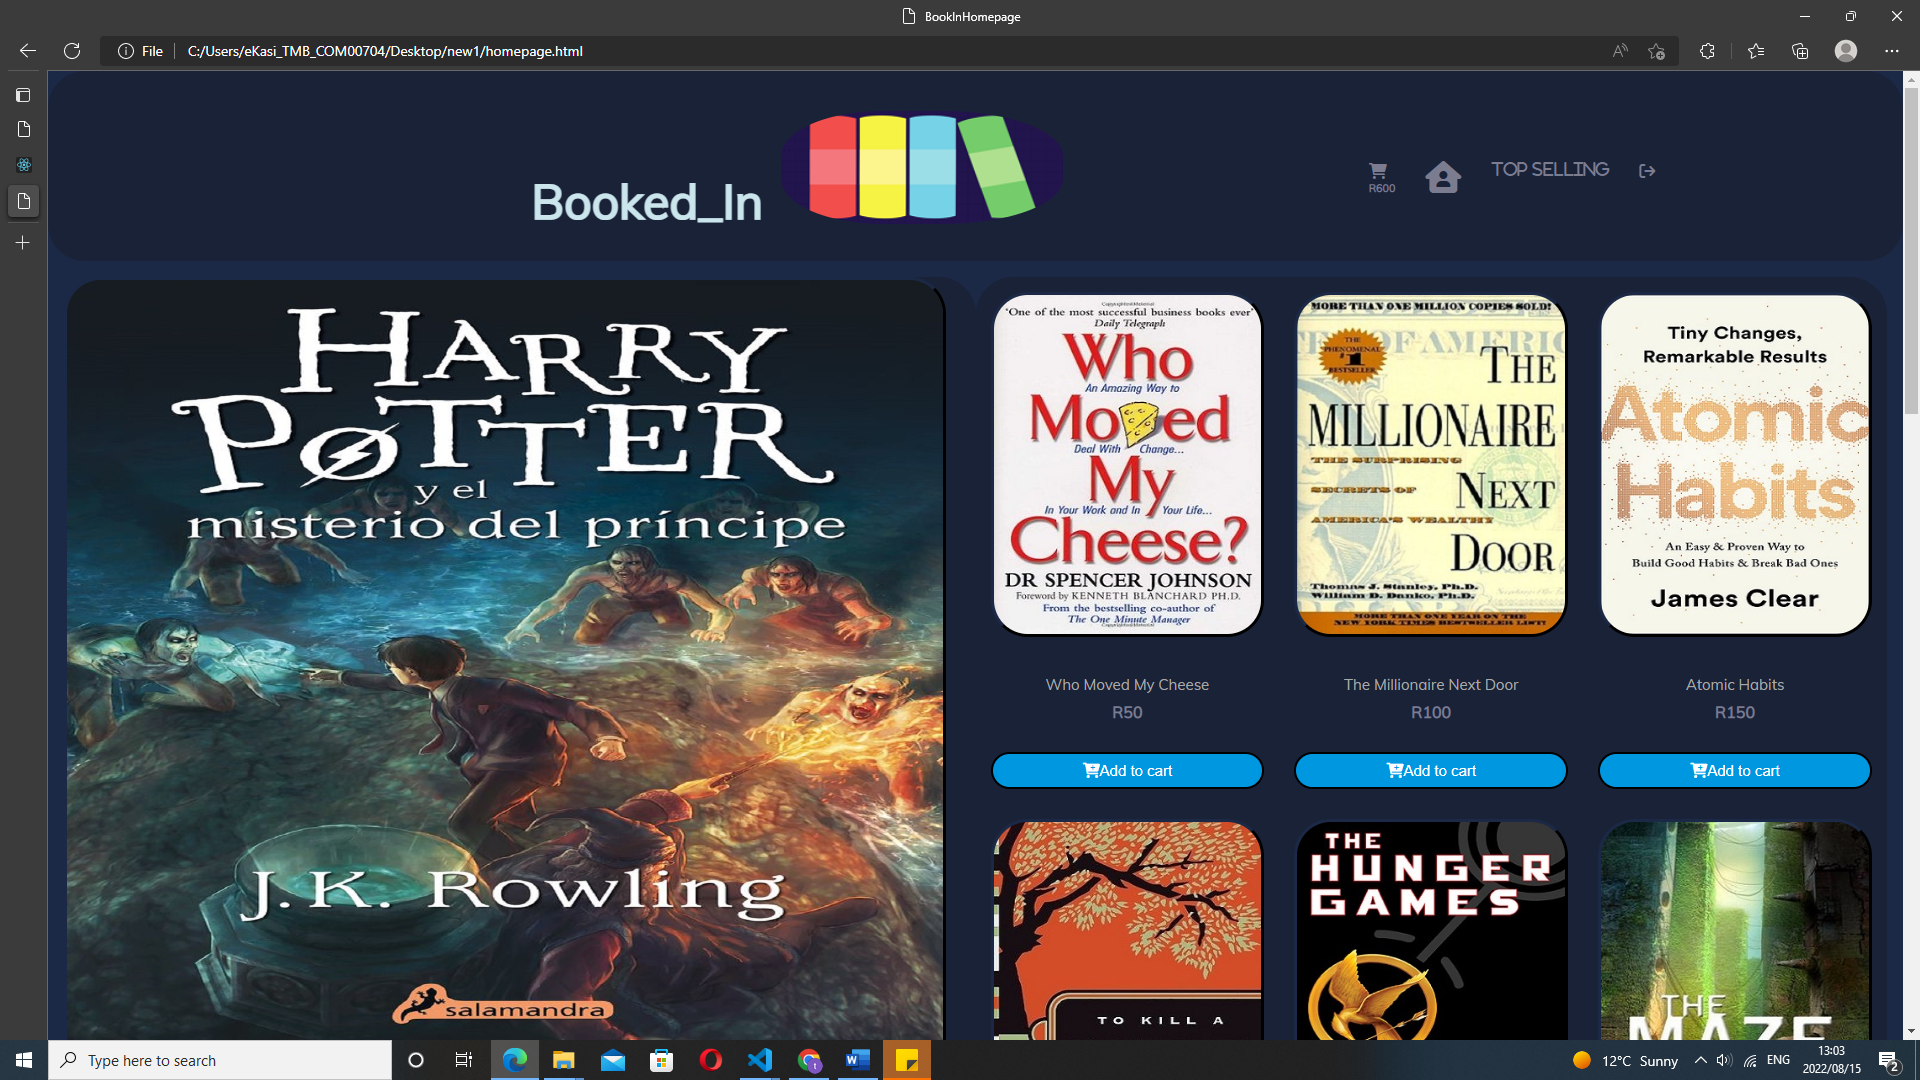 BookInHomepage
File
C:/Users/eKasi_TMB_COM00704/Desktop/new1/homepage.html
Booked_In
R600
TOP SELLING
HARRY
POTTER
y el
misterio del príncipe
J.K. Rowling
salamandra
'One of the most successful business books ever'
Daily Telegraph
Who
An Amazing Way to
Moved
Deal With Change...
My
In Your Work and In Your Life...
Cheese?
DR SPENCER JOHNSON
Foreword by KENNETH BLANCHARD PH.D.
From the bestselling co-author of
The One Minute Manager
Who Moved My Cheese
R50
Add to cart
MORE THAN ONE MILLION COPIES SOLD!
THE
PHENOMENAL
#1
BESTSELLER
THE
MILLIONAIRE
THE SURPRISING
SECRETS OF
NEXT
AMERICA'S WEALTHY
DOOR
Thomas J. Stanley, Ph.D.
William D. Danko, Ph.D.
MORE THAN ONE YEAR ON THE
NEW YORK TIMES BESTSELLER LIST!
The Millionaire Next Door
R100
Add to cart
Tiny Changes,
Remarkable Results
Atomic
Habits
An Easy & Proven Way to
Build Good Habits & Break Bad Ones
James Clear
Atomic Habits
R150
Add to cart
TO KILL A
THE
HUNGER
GAMES
THE
MAZE
Type here to search
12°C Sunny
ENG
13:03
2022/08/15
2